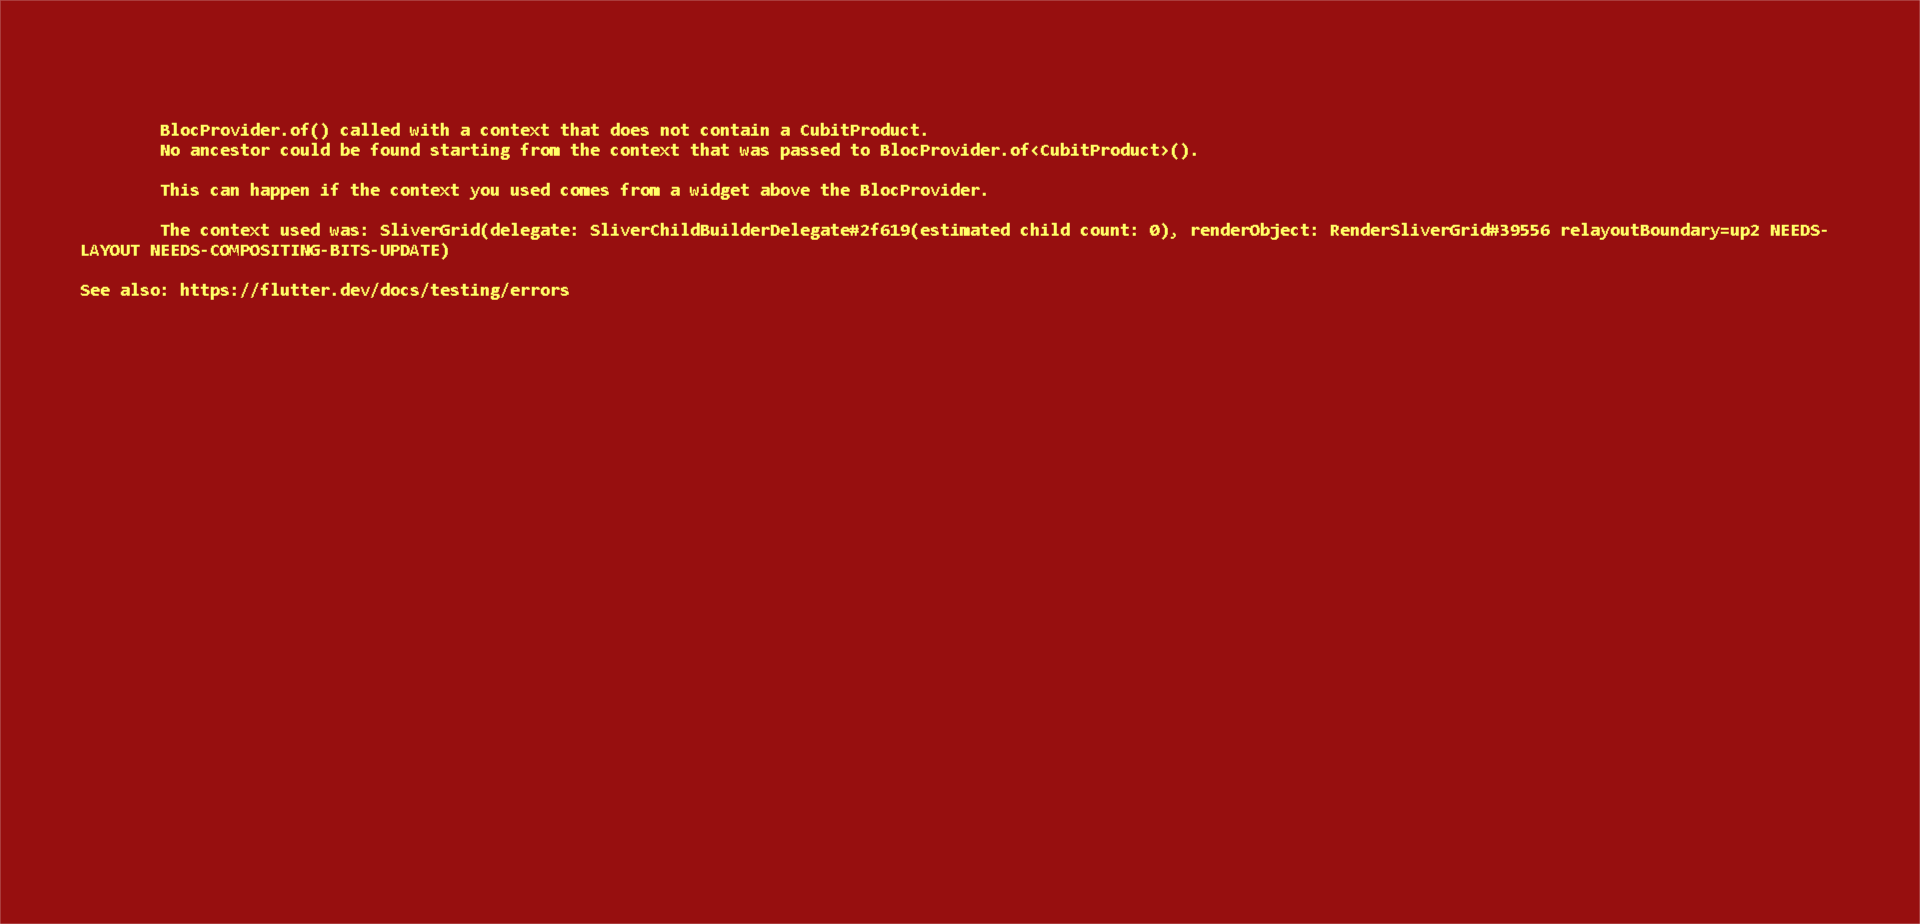 BlocProvider.of() called with a context that does not contain a CubitProduct.
No ancestor could be found starting from the context that was passed to BlocProvider.of<CubitProduct>().
This can happen if the context you used comes from a widget above the BlocProvider.
The context used was: SliverGrid(delegate: SliverChildBuilderDelegate#2f619(estimated child count: 0), renderObject: RenderSliverGrid#39556 relayoutBoundary=up2 NEEDS-
LAYOUT NEEDS-COMPOSITING-BITS-UPDATE)
See also: https://flutter.dev/docs/testing/errors